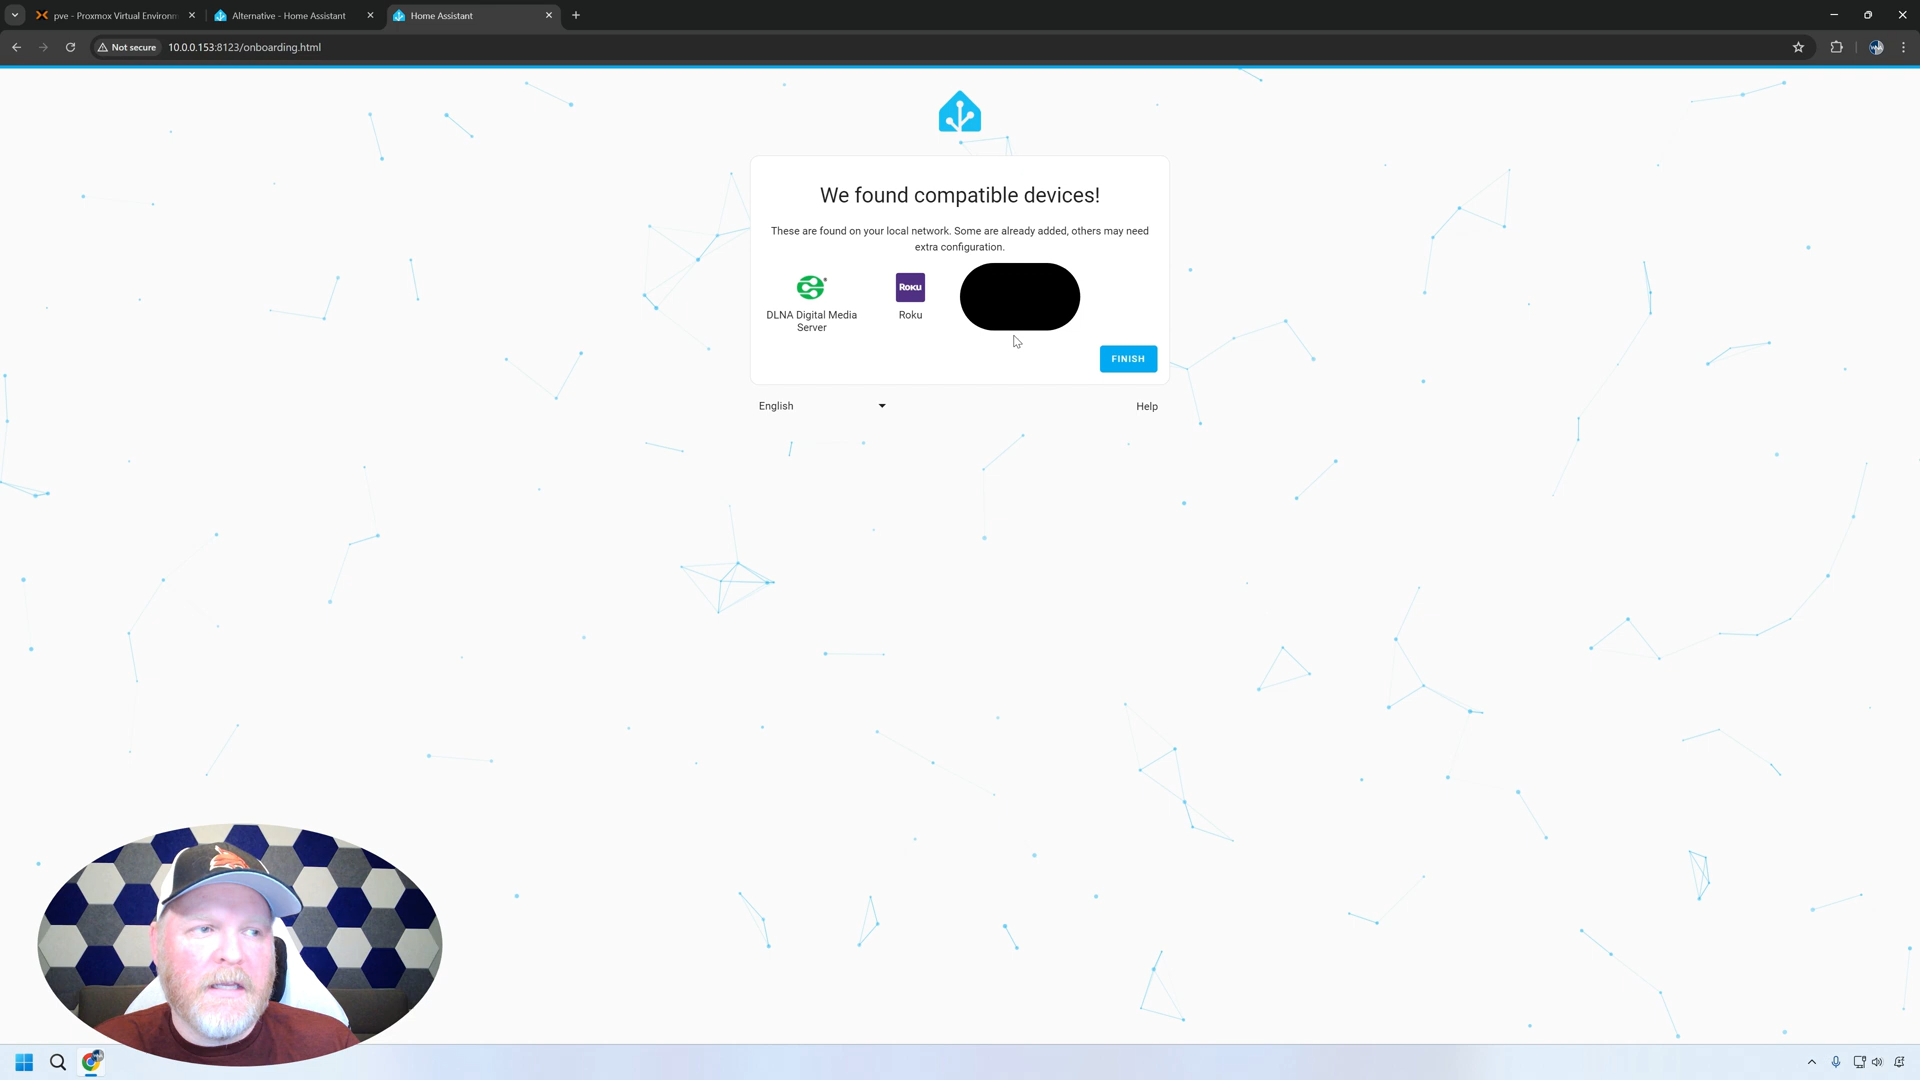 pve - Proxmox Virtual Environm
Alternative - Home Assistant
Home Assistant
Not secure
10.0.0.153:8123/onboarding.html
We found compatible devices!
These are found on your local network. Some are already added, others may need
extra configuration.
DLNA Digital Media
Server
Roku
Roku
FINISH
English
Help